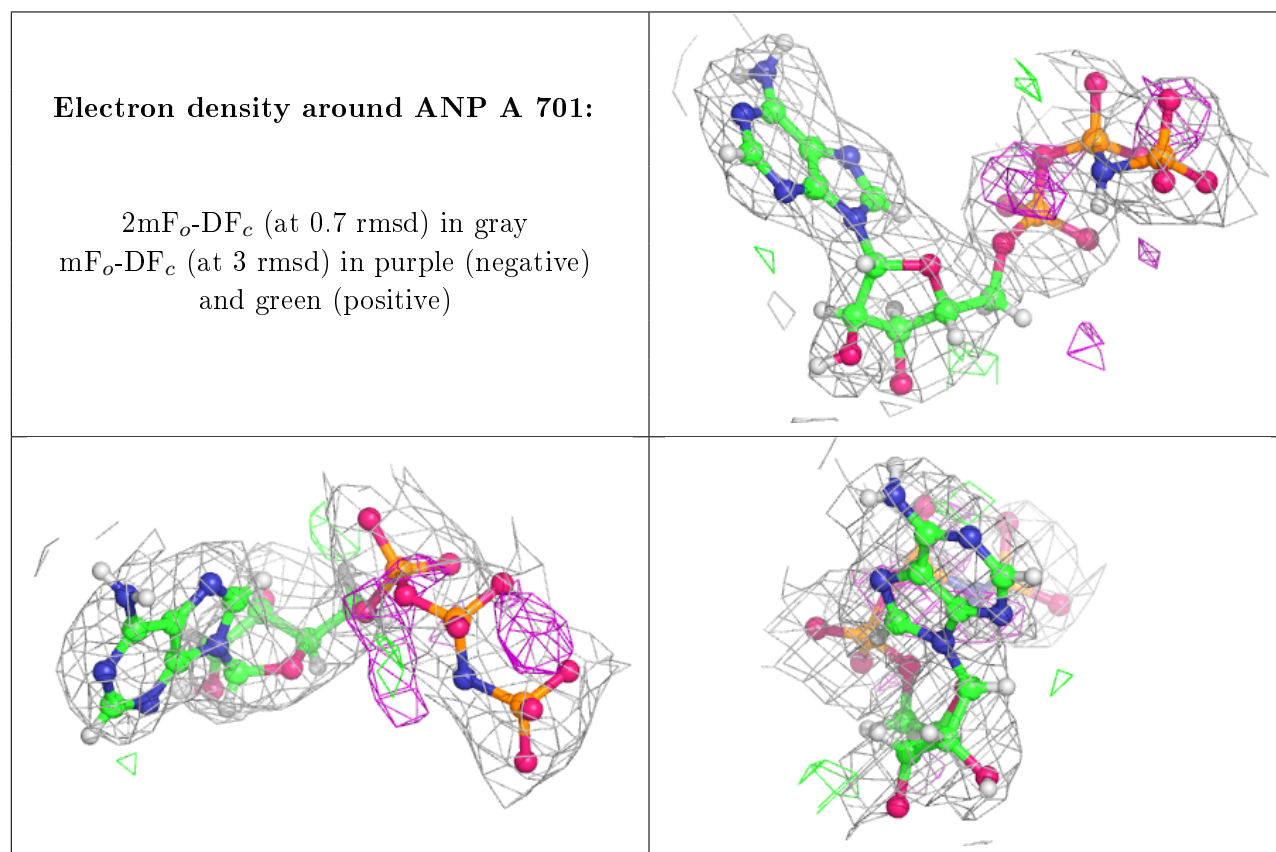 Electron density around ANP A 701:
2mFo-DFc (at 0.7 rmsd) in gray
mFo-DFc (at 3 rmsd) in purple (negative)
and green (positive)